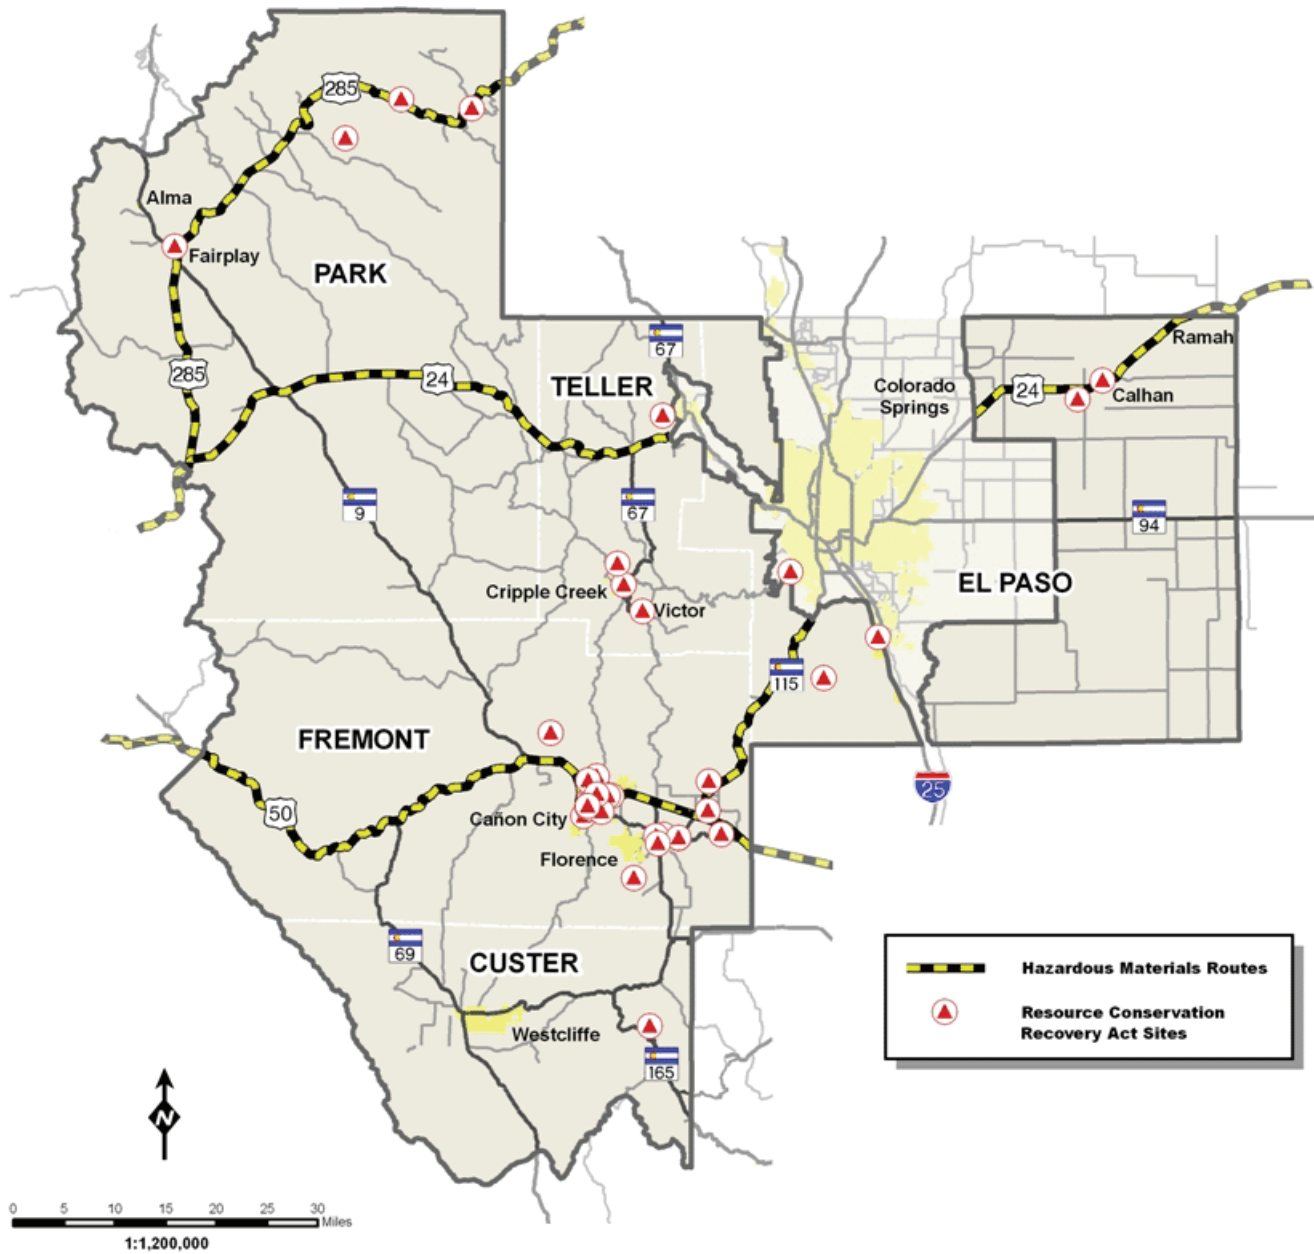 285
Alma
Fairplay
PARK
67
Ramah
285
24
TELLER
Colorado
Springs
24
Calhan
9
67
94
Cripple Creek
EL PASO
Victor
115
FREMONT
50
25
Cañon City
Florence
69
CUSTER
Westcliffe
165
Hazardous Materials Routes
Resource Conservation
Recovery Act Sites
N
0 5 10 15 20 25 30
Miles
1:1,200,000